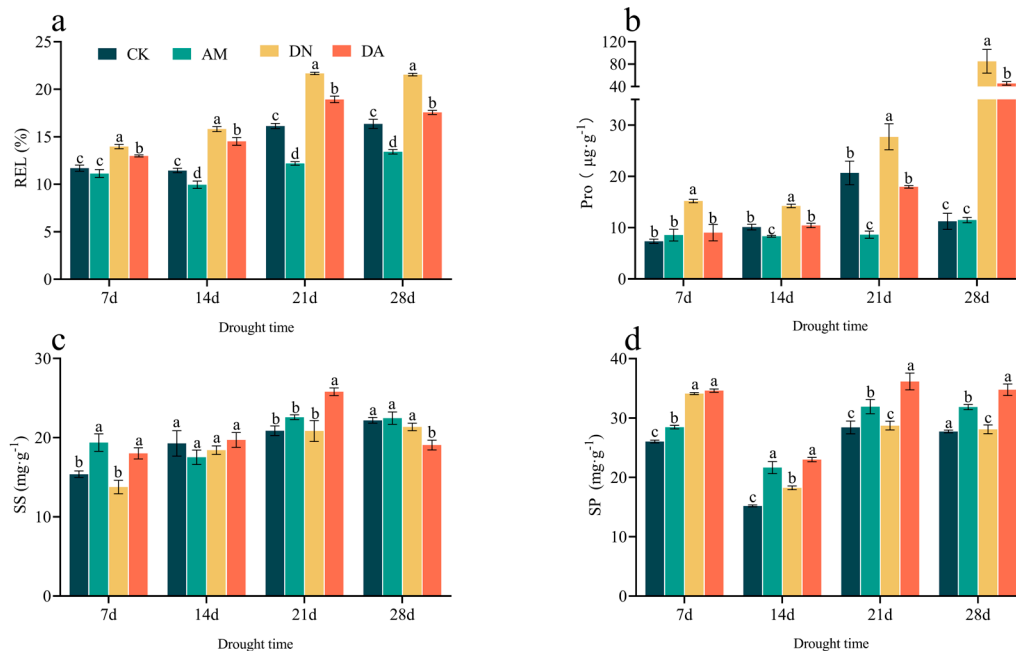 a
25
20
15
10
5
0
REL (%)
CK AM DN DA
c c a b
c d a b
c d a b
c d a b
7d 14d 21d 28d
Drought time
b
120
80
40
30
20
10
0
Pro ( μg·g⁻¹)
b b a b
b c a b
b c a b
c c a b
7d 14d 21d 28d
Drought time
c
30
20
10
0
SS (mg·g⁻¹)
b a b a
a a a a
b b b a
a a a b
7d 14d 21d 28d
Drought time
d
40
30
20
10
0
SP (mg·g⁻¹)
c b a a
c a b a
c b c a
a a a a
7d 14d 21d 28d
Drought time